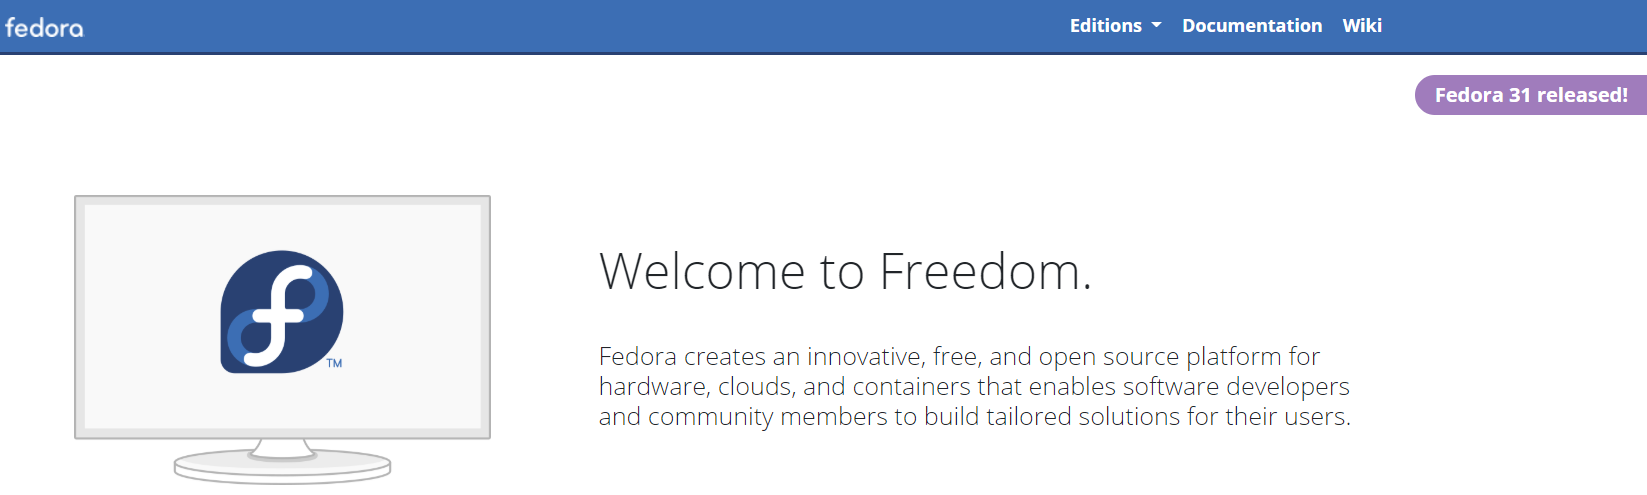 fedora
Editions
Documentation
Wiki
Fedora 31 released!
TM
Welcome to Freedom.
Fedora creates an innovative, free, and open source platform for
hardware, clouds, and containers that enables software developers
and community members to build tailored solutions for their users.